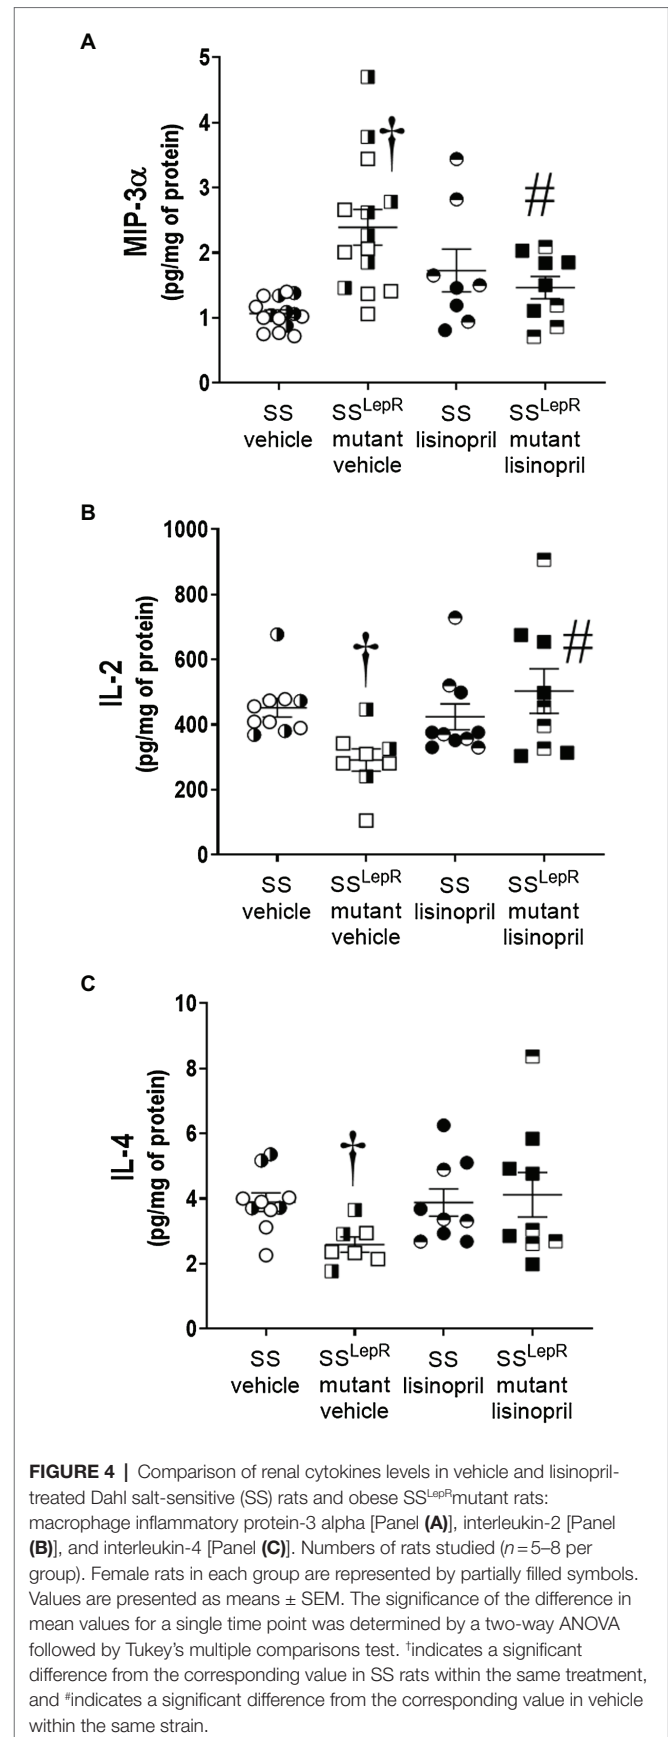 A
MIP-3α
(pg/mg of protein)
5
4
3
2
1
0
†
#
SS
vehicle
SSLepR
mutant
vehicle
SS
lisinopril
SSLepR
mutant
lisinopril
B
IL-2
(pg/mg of protein)
1000
800
600
400
200
0
†
#
SS
vehicle
SSLepR
mutant
vehicle
SS
lisinopril
SSLepR
mutant
lisinopril
C
IL-4
(pg/mg of protein)
10
8
6
4
2
0
†
SS
vehicle
SSLepR
mutant
vehicle
SS
lisinopril
SSLepR
mutant
lisinopril
FIGURE 4 | Comparison of renal cytokines levels in vehicle and lisinopril-
treated Dahl salt-sensitive (SS) rats and obese SSLepRmutant rats:
macrophage inflammatory protein-3 alpha [Panel (A)], interleukin-2 [Panel
(B)], and interleukin-4 [Panel (C)]. Numbers of rats studied (n = 5–8 per
group). Female rats in each group are represented by partially filled symbols.
Values are presented as means ± SEM. The significance of the difference in
mean values for a single time point was determined by a two-way ANOVA
followed by Tukey's multiple comparisons test. †indicates a significant
difference from the corresponding value in SS rats within the same treatment,
and #indicates a significant difference from the corresponding value in vehicle
within the same strain.